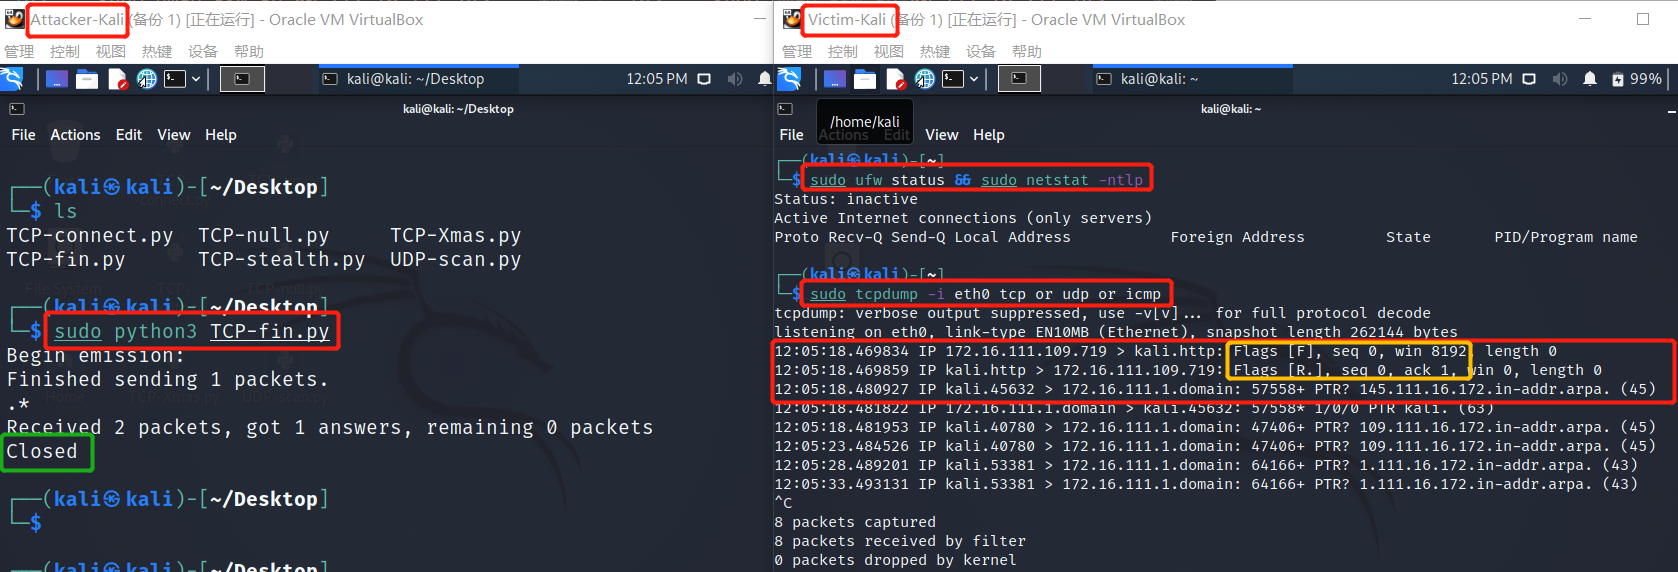 Attacker-Kali (备份 1) [正在运行] - Oracle VM VirtualBox
管理 控制 视图 热键 设备 帮助
kali@kali: ~/Desktop 12:05 PM
kali@kali: ~/Desktop
File Actions Edit View Help
┌──(kali㉿kali)-[~/Desktop]
└─$ ls
TCP-connect.py TCP-null.py TCP-Xmas.py
TCP-fin.py TCP-stealth.py UDP-scan.py
┌──(kali㉿kali)-[~/Desktop]
└─$ sudo python3 TCP-fin.py
Begin emission:
Finished sending 1 packets.
.*
Received 2 packets, got 1 answers, remaining 0 packets
Closed
┌──(kali㉿kali)-[~/Desktop]
└─$
Victim-Kali (备份 1) [正在运行] - Oracle VM VirtualBox
管理 控制 视图 热键 设备 帮助
kali@kali: ~ 12:05 PM 99%
kali@kali: ~
/home/kali
File Actions Edit View Help
┌──(kali㉿kali)-[~]
└─$ sudo ufw status && sudo netstat -ntlp
Status: inactive
Active Internet connections (only servers)
Proto Recv-Q Send-Q Local Address Foreign Address State PID/Program name
┌──(kali㉿kali)-[~]
└─$ sudo tcpdump -i eth0 tcp or udp or icmp
tcpdump: verbose output suppressed, use -v[v]... for full protocol decode
listening on eth0, link-type EN10MB (Ethernet), snapshot length 262144 bytes
12:05:18.469834 IP 172.16.111.109.719 > kali.http: Flags [F], seq 0, win 8192, length 0
12:05:18.469859 IP kali.http > 172.16.111.109.719: Flags [R.], seq 0, ack 1, win 0, length 0
12:05:18.480927 IP kali.45632 > 172.16.111.1.domain: 57558+ PTR? 145.111.16.172.in-addr.arpa. (45)
12:05:18.481822 IP 172.16.111.1.domain > kali.45632: 57558* 1/0/0 PTR kali. (63)
12:05:18.481953 IP kali.40780 > 172.16.111.1.domain: 47406+ PTR? 109.111.16.172.in-addr.arpa. (45)
12:05:23.484526 IP kali.40780 > 172.16.111.1.domain: 47406+ PTR? 109.111.16.172.in-addr.arpa. (45)
12:05:28.489201 IP kali.53381 > 172.16.111.1.domain: 64166+ PTR? 1.111.16.172.in-addr.arpa. (43)
12:05:33.493131 IP kali.53381 > 172.16.111.1.domain: 64166+ PTR? 1.111.16.172.in-addr.arpa. (43)
^C
8 packets captured
8 packets received by filter
0 packets dropped by kernel